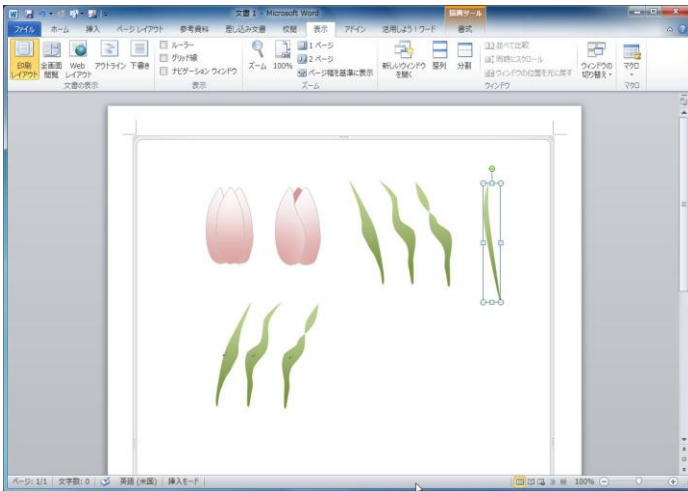 文書 1 - Microsoft Word
描画ツール
ファイル ホーム 挿入 ページ レイアウト 参考資料 差し込み文書 校閲 表示 アドイン 活用しよう!ワード 書式
印刷レイアウト 全画面閲覧 Web レイアウト アウトライン 下書き
文書の表示
ルーラー
グリッド線
ナビゲーション ウィンドウ
表示
ズーム 100%
1 ページ
2 ページ
ページ幅を基準に表示
ズーム
新しいウィンドウを開く 整列 分割
並べて比較
同時にスクロール
ウィンドウの位置を元に戻す
ウィンドウの切り替え
ウィンドウ
マクロ
マクロ
ページ: 1/1 文字数: 0 英語 (米国) 挿入モード 100%